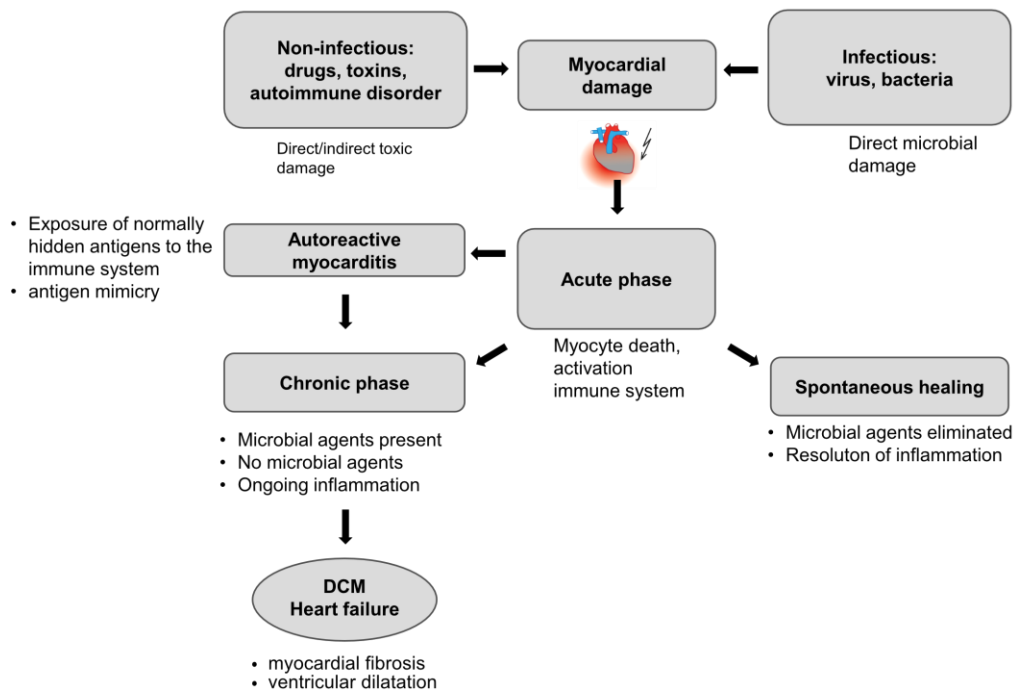 Non-infectious:
drugs, toxins,
autoimmune disorder
Myocardial
damage
Infectious:
virus, bacteria
Direct/indirect toxic
damage
Direct microbial
damage
• Exposure of normally
hidden antigens to the
immune system
• antigen mimicry
Autoreactive
myocarditis
Acute phase
Myocyte death,
activation
immune system
Chronic phase
• Microbial agents present
• No microbial agents
• Ongoing inflammation
Spontaneous healing
• Microbial agents eliminated
• Resoluton of inflammation
DCM
Heart failure
• myocardial fibrosis
• ventricular dilatation